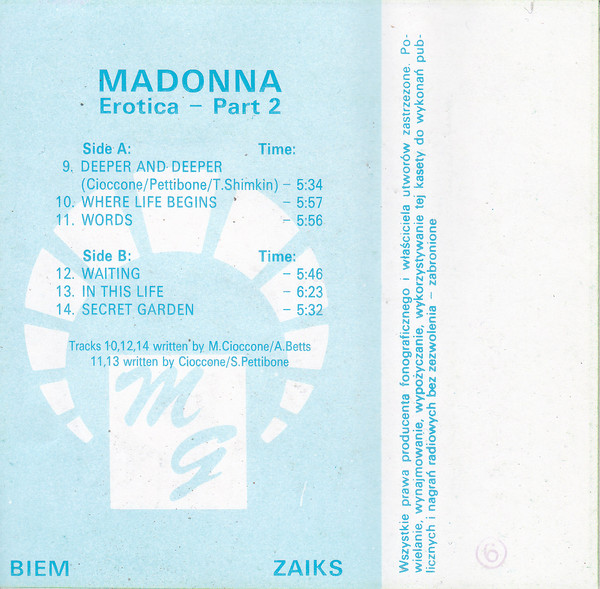 MADONNA
Erotica – Part 2
Side A: Time:
9. DEEPER AND DEEPER
(Cioccone/Pettibone/T.Shimkin) – 5:34
10. WHERE LIFE BEGINS – 5:57
11. WORDS – 5:56
Side B: Time:
12. WAITING – 5:46
13. IN THIS LIFE – 6:23
14. SECRET GARDEN – 5:32
Tracks 10,12,14 written by M.Cioccone/A.Betts
11,13 written by Cioccone/S.Pettibone
MG
BIEM ZAIKS
Wszystkie prawa producenta fonograficznego i właściciela utworów zastrzeżone. Po-
wielanie, wynajmowanie, wypożyczanie, wykorzystywanie tej kasety do wykonań pub-
licznych i nagrań radiowych bez zezwolenia – zabronione
6